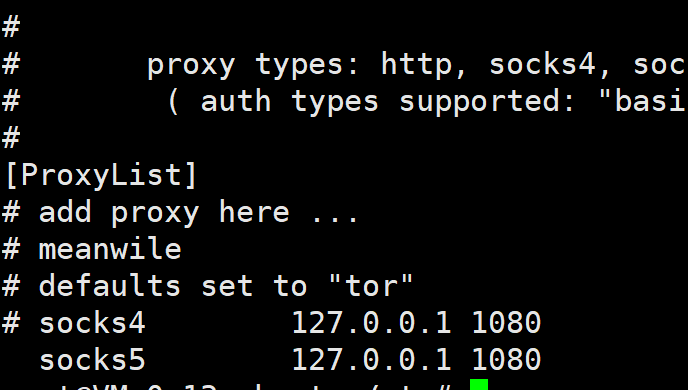 #
#       proxy types: http, socks4, soc
#        ( auth types supported: "basi
#
[ProxyList]
# add proxy here ...
# meanwile
# defaults set to "tor"
# socks4        127.0.0.1 1080
  socks5        127.0.0.1 1080